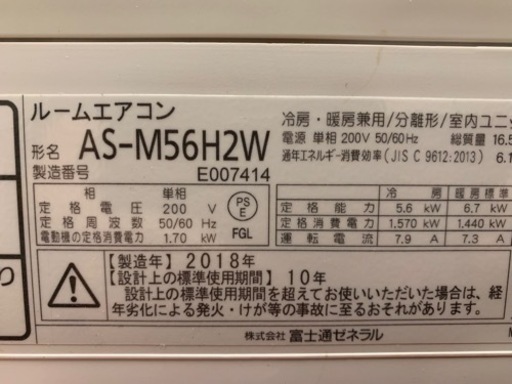 ルームエアコン
形名 AS-M56H2W
製造番号 E007414
冷房・暖房兼用/分離形/室内ユニッ
電源 単相 200V 50/60Hz 総質量 16.5
通年エネルギー消費効率(JIS C 9612:2013) 6.1
相 単相
定格電圧 200 V
定格周波数 50/60 Hz
電動機の定格消費電力 1.70 kW
PS
E
FGL
冷房 暖房標準
定格能力 5.6 kW 6.7 kW
定格消費電力 1.570 kW 1.440 kW
運転電流 7.9 A 7.3 A
【製造年】2018年
【設計上の標準使用期間】10年
設計上の標準使用期間を超えてお使いいただいた場合は、経
年劣化による発火・けが等の事故に至るおそれがあります。
株式会社 富士通ゼネラル